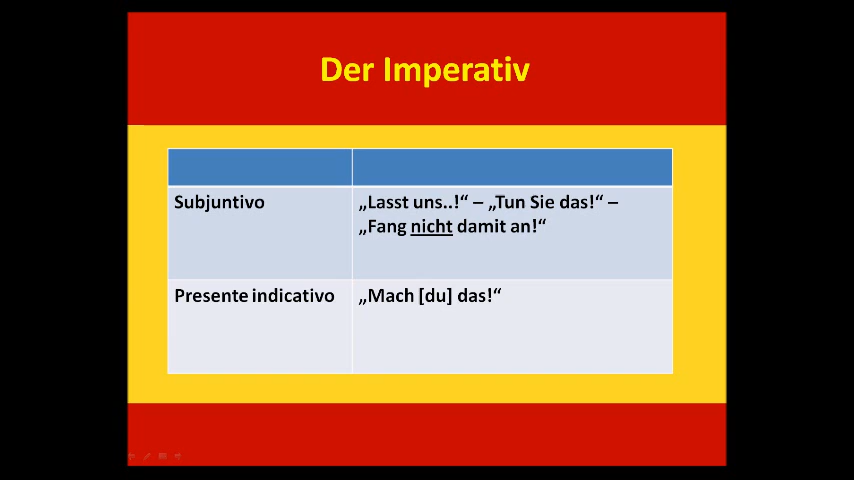 Der Imperativ
Subjuntivo
„Lasst uns..!“ – „Tun Sie das!“ –
„Fang nicht damit an!“
Presente indicativo
„Mach [du] das!“